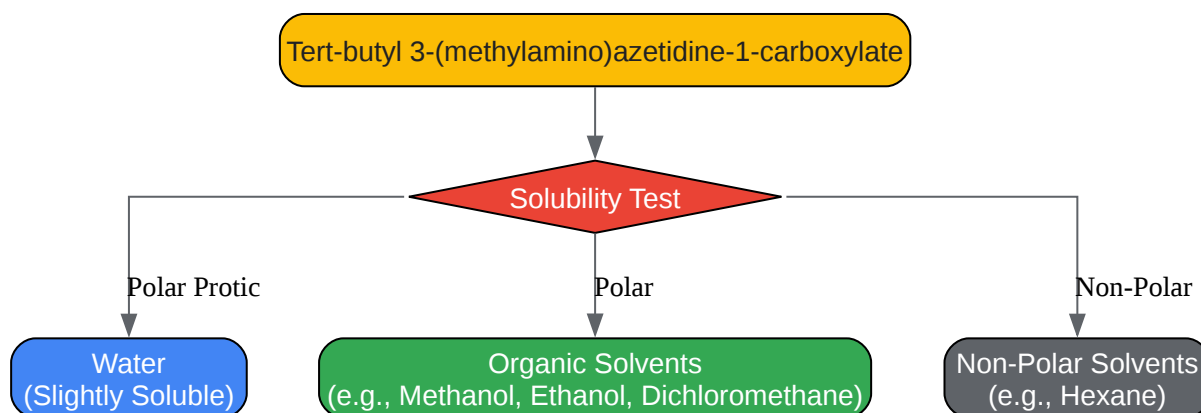 Tert-butyl 3-(methylamino)azetidine-1-carboxylate
Solubility Test
Polar Protic
Polar
Non-Polar
Water
(Slightly Soluble)
Organic Solvents
(e.g., Methanol, Ethanol, Dichloromethane)
Non-Polar Solvents
(e.g., Hexane)